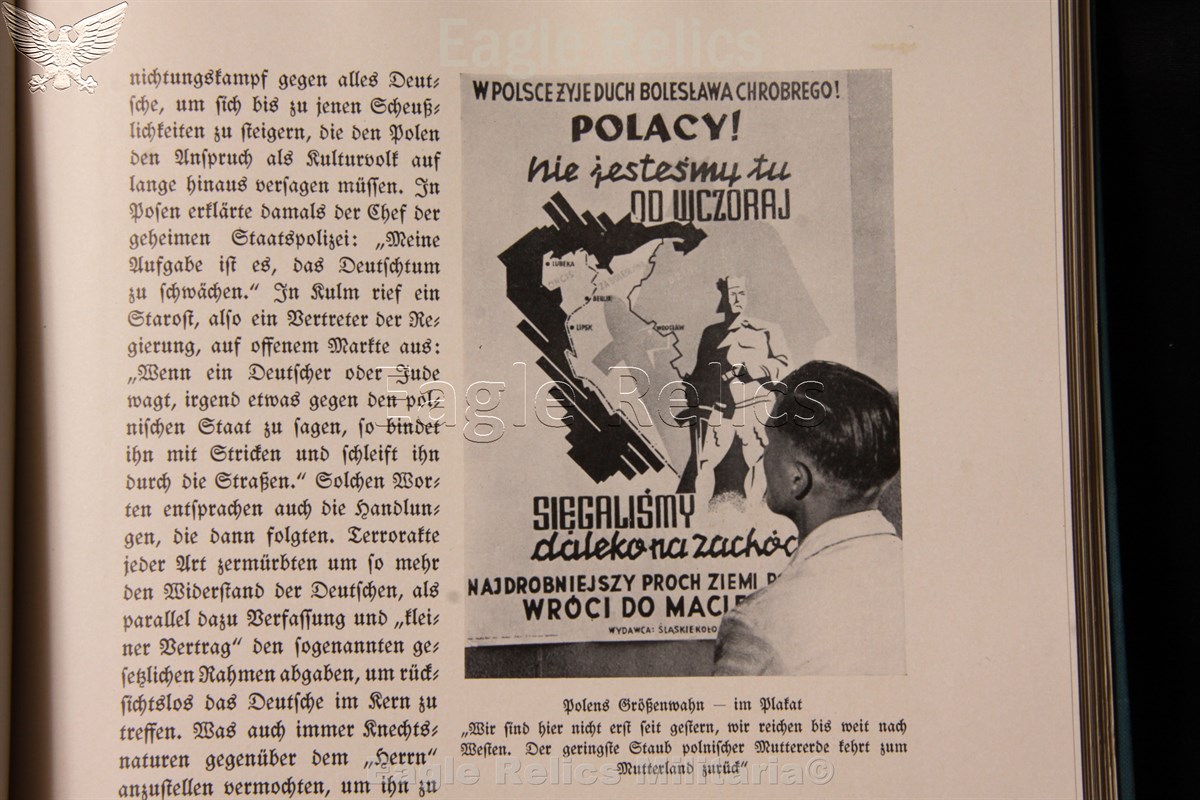 Eagle Relics
nichtungskampf gegen alles Deut-
sche, um sich bis zu jenen Scheuß-
lichkeiten zu steigern, die den Polen
den Anspruch als Kulturvolk auf
lange hinaus versagen müssen. In
Posen erklärte damals der Chef der
geheimen Staatspolizei: „Meine
Aufgabe ist es, das Deutschtum
zu schwächen.“ In Kulm rief ein
Starost, also ein Vertreter der Re-
gierung, auf offenem Markte aus:
„Wenn ein Deutscher oder Jude
wagt, irgend etwas gegen den pol-
nischen Staat zu sagen, so bindet
ihn mit Stricken und schleift ihn
durch die Straßen.“ Solchen Wor-
ten entsprachen auch die Handlun-
gen, die dann folgten. Terrorakte
jeder Art zermürbten um so mehr
den Widerstand der Deutschen, als
parallel dazu Verfassung und „klei-
ner Vertrag“ den sogenannten ge-
setzlichen Rahmen abgaben, um rück-
sichtslos das Deutsche im Kern zu
treffen. Was auch immer Knechts-
naturen gegenüber dem „Herrn“
anzustellen vermochten, um ihn zu
W POLSCE ŻYJE DUCH BOLESŁAWA CHROBREGO!
POLACY!
Nie jesteśmy tu
OD WCZORAJ
LUBEKA
BERLIN
LIPSK
WROCŁAW
Eagle Relics
SIĘGALIŚMY
daleko na zachód
NAJDROBNIEJSZY PROCH ZIEMI P
WRÓCI DO MACIE
WYDAWCA: ŚLĄSKIE KOŁO
Polens Größenwahn — im Plakat
„Wir sind hier nicht erst seit gestern, wir reichen bis weit nach
Westen. Der geringste Staub polnischer Muttererde kehrt zum
Mutterland zurück“
Eagle Relics Militaria©